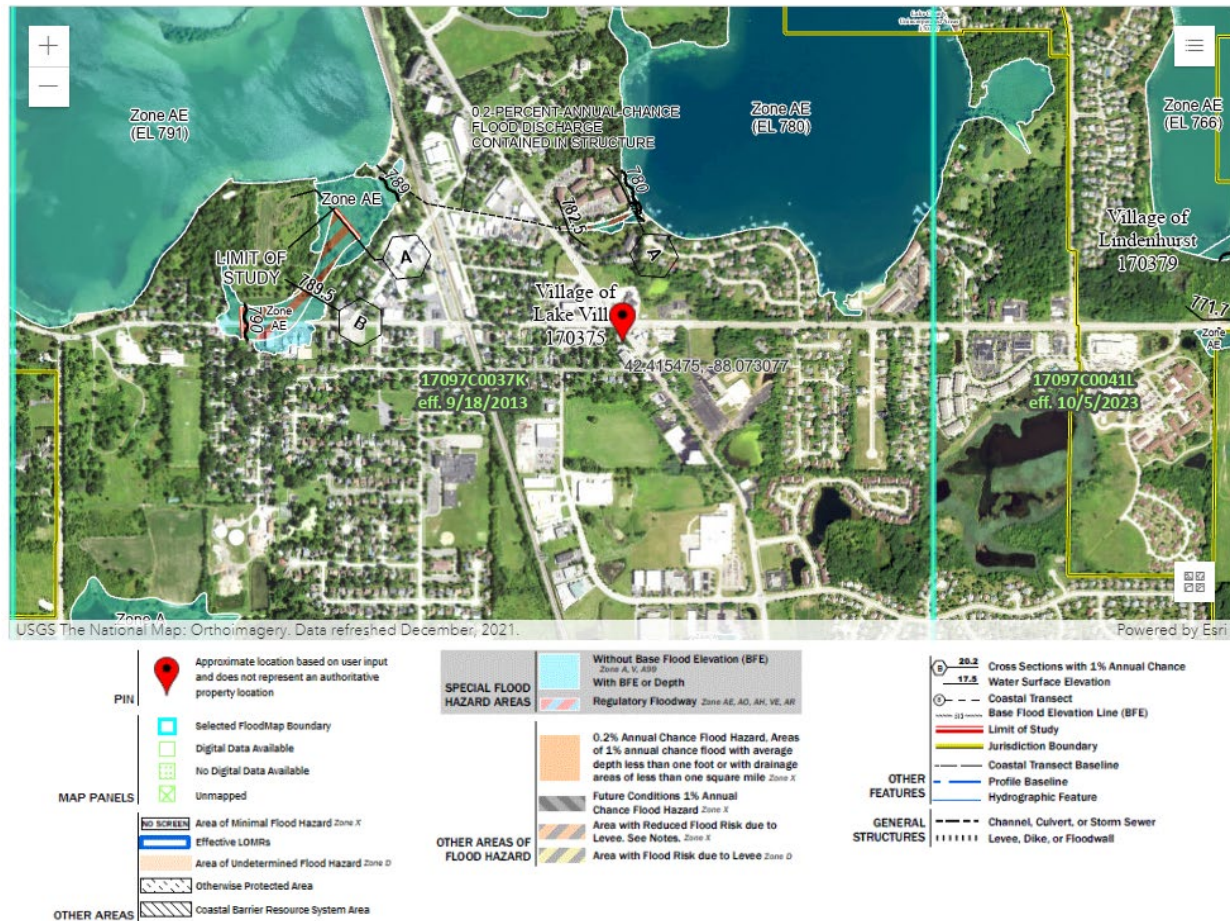 Zone AE
(EL 791)
0.2-PERCENT-ANNUAL-CHANCE
FLOOD DISCHARGE
CONTAINED IN STRUCTURE
Zone AE
(EL 780)
Zone AE
(EL 766)
789
Zone AE
780
782.5
A
A
LIMIT OF
STUDY
789.5
790
Zone
AE
B
Village of
Lindenhurst
170379
Village of
Lake Vill
170375
42.415475, -88.073077
771.7
Zone
AE
17097C0037K
eff. 9/18/2013
17097C0041L
eff. 10/5/2023
Zone A
USGS The National Map: Orthoimagery. Data refreshed December, 2021.
Powered by Esri
PIN
Approximate location based on user input
and does not represent an authoritative
property location
Selected FloodMap Boundary
Digital Data Available
No Digital Data Available
Unmapped
MAP PANELS
NO SCREEN Area of Minimal Flood Hazard Zone X
Effective LOMRs
Area of Undetermined Flood Hazard Zone D
Otherwise Protected Area
Coastal Barrier Resource System Area
OTHER AREAS
SPECIAL FLOOD
HAZARD AREAS
Without Base Flood Elevation (BFE)
Zone A, V, A99
With BFE or Depth
Regulatory Floodway Zone AE, AO, AH, VE, AR
0.2% Annual Chance Flood Hazard, Areas
of 1% annual chance flood with average
depth less than one foot or with drainage
areas of less than one square mile Zone X
Future Conditions 1% Annual
Chance Flood Hazard Zone X
Area with Reduced Flood Risk due to
Levee. See Notes. Zone X
Area with Flood Risk due to Levee Zone D
OTHER AREAS OF
FLOOD HAZARD
B 20.2 Cross Sections with 1% Annual Chance
17.5 Water Surface Elevation
Coastal Transect
513 Base Flood Elevation Line (BFE)
Limit of Study
Jurisdiction Boundary
Coastal Transect Baseline
Profile Baseline
Hydrographic Feature
OTHER
FEATURES
Channel, Culvert, or Storm Sewer
Levee, Dike, or Floodwall
GENERAL
STRUCTURES